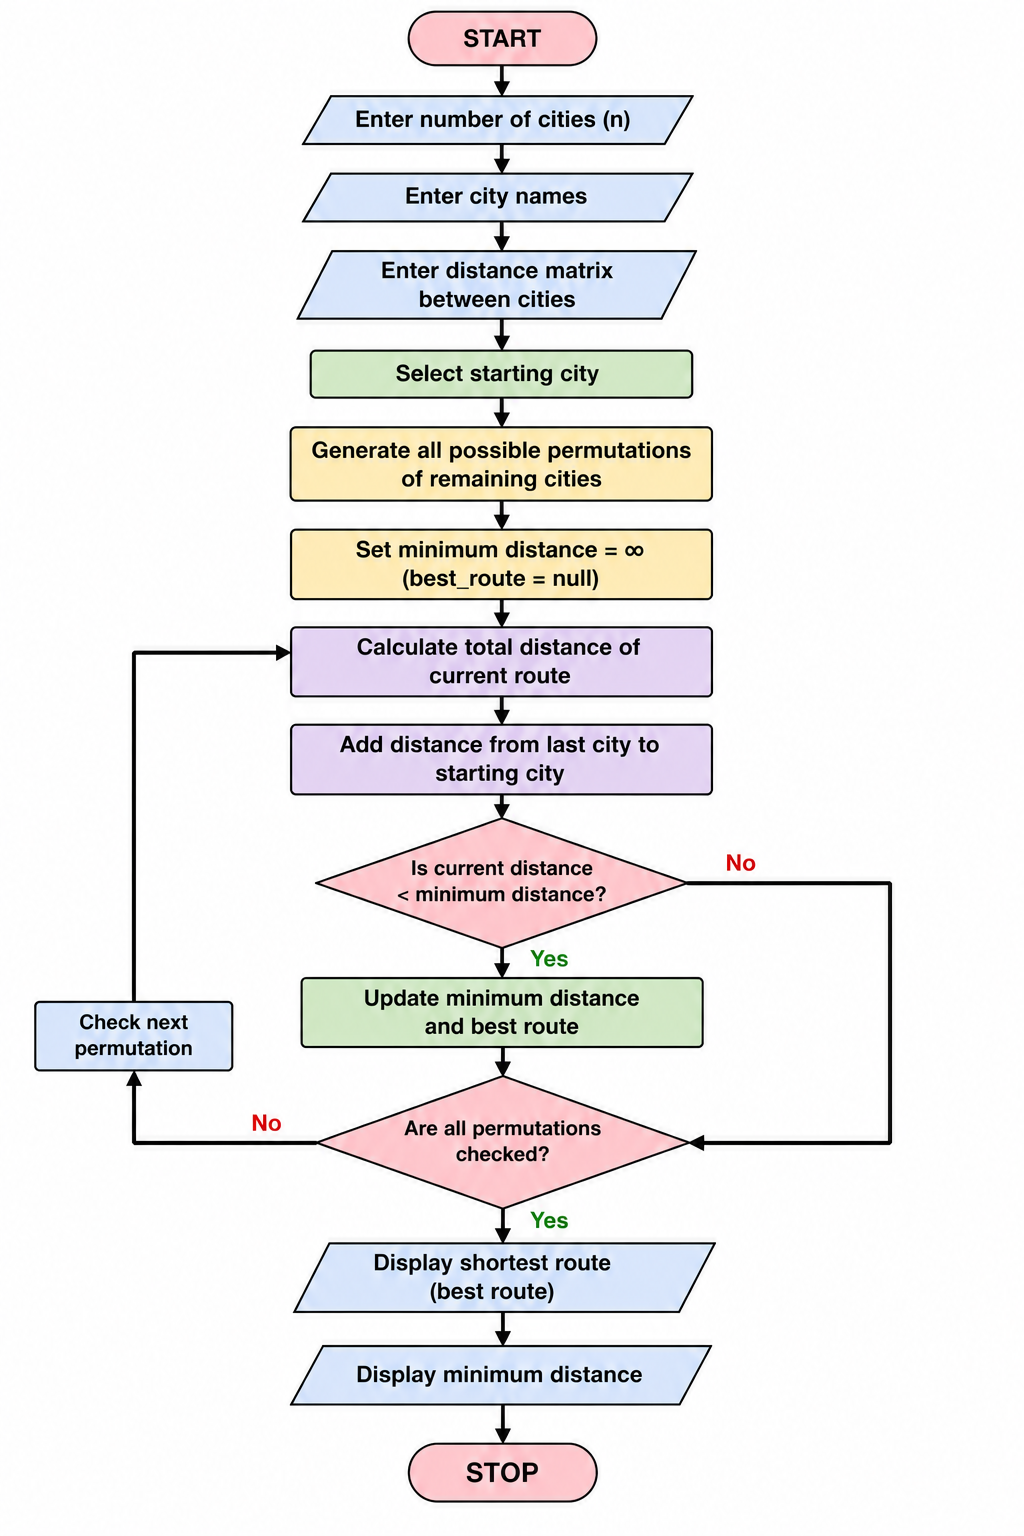 START
Enter number of cities (n)
Enter city names
Enter distance matrix
between cities
Select starting city
Generate all possible permutations
of remaining cities
Set minimum distance = ∞
(best_route = null)
Calculate total distance of
current route
Add distance from last city to
starting city
Is current distance
< minimum distance?
No
Yes
Update minimum distance
and best route
Check next
permutation
Are all permutations
checked?
No
Yes
Display shortest route
(best route)
Display minimum distance
STOP